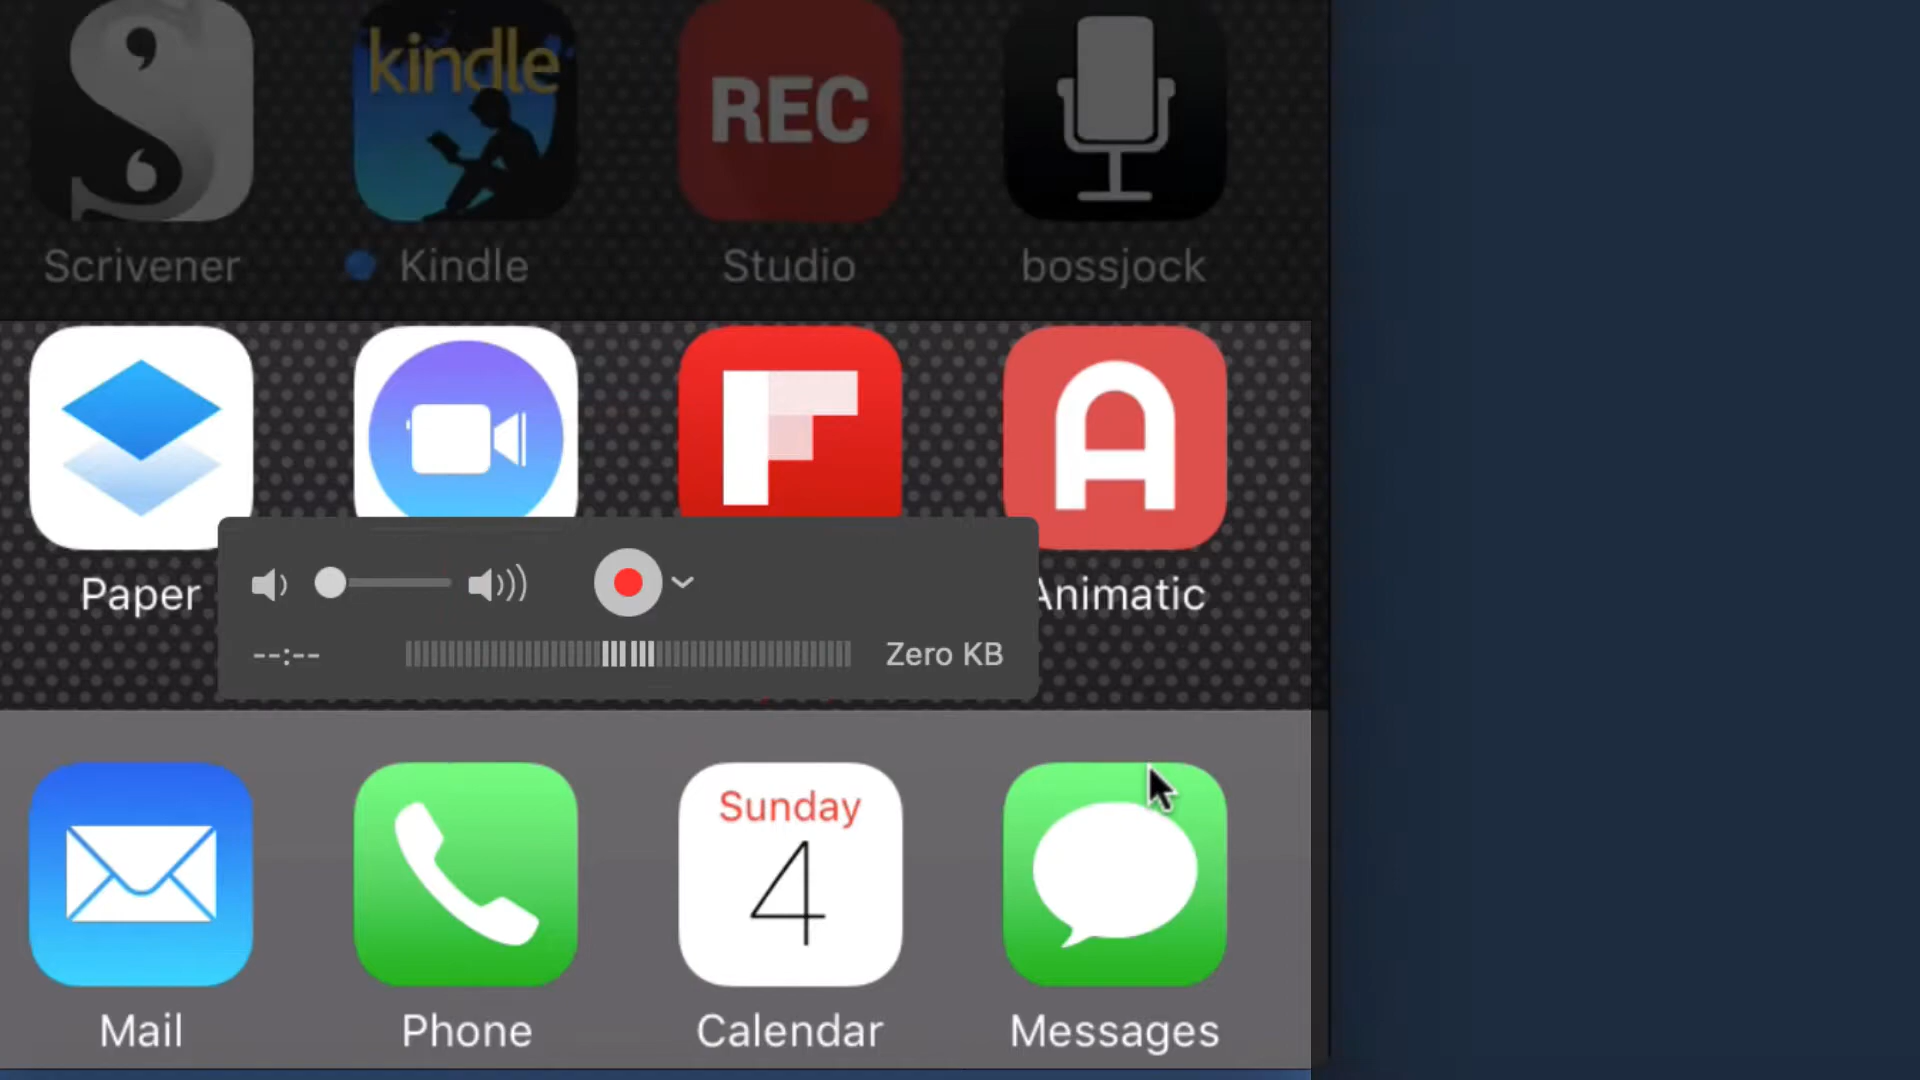 kindle
REC
Scrivener
Kindle
Studio
bossjock
Paper
Animatic
--:--
Zero KB
Sunday
4
Mail
Phone
Calendar
Messages